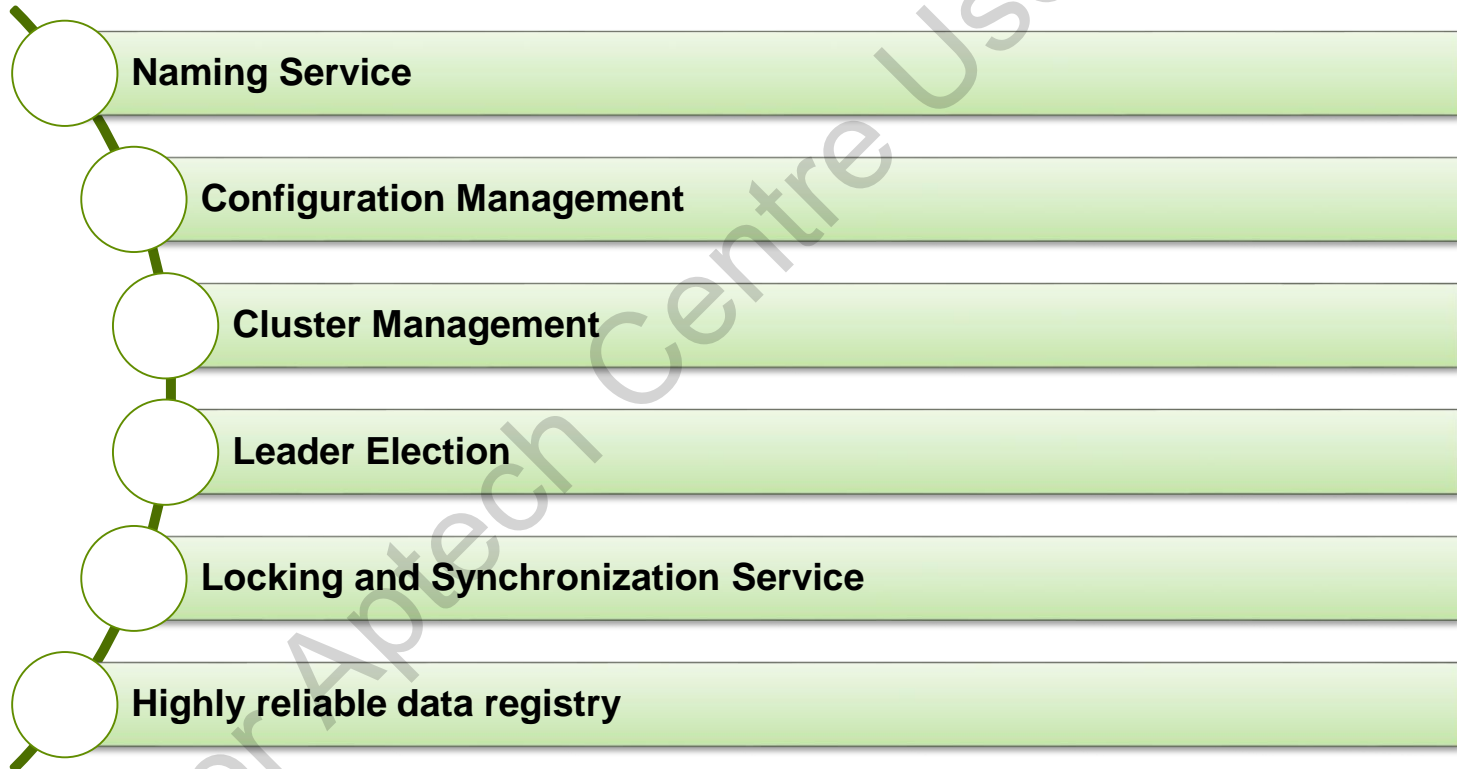 Naming Service
Configuration Management
Cluster Management
Leader Election
Locking and Synchronization Service
Highly reliable data registry
Aptech Centre